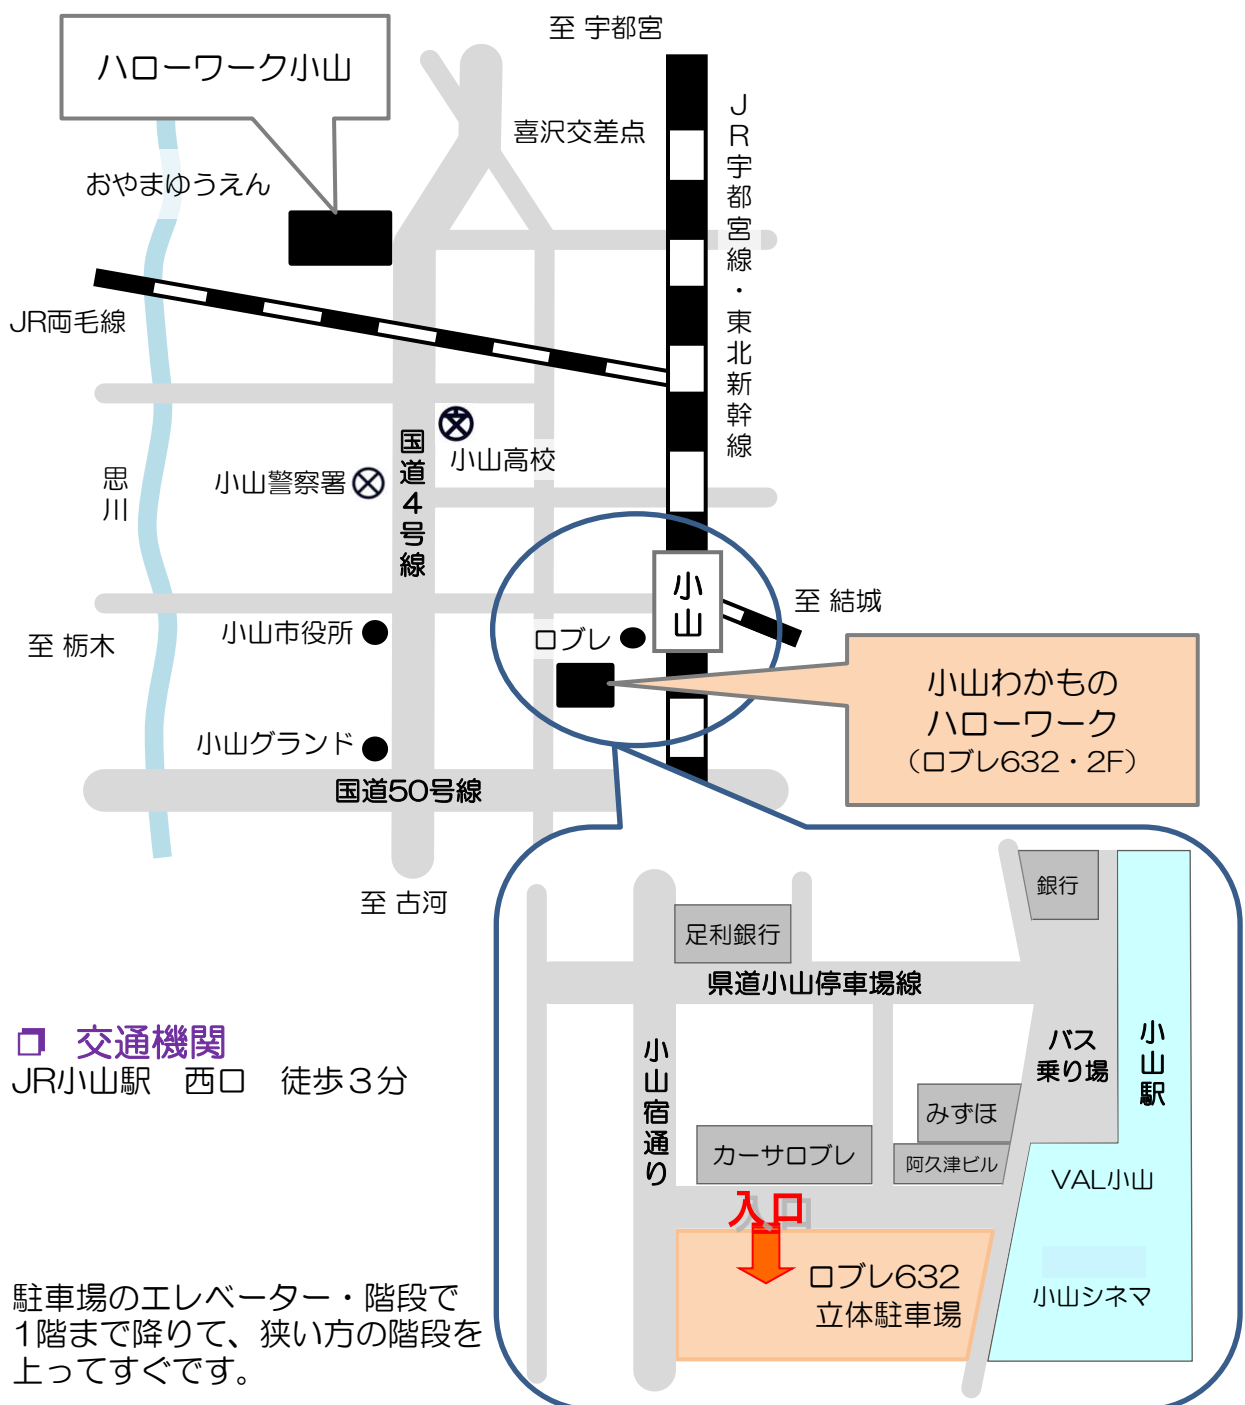 至 宇都宮
ハローワーク小山
喜沢交差点
JR宇都宮線・東北新幹線
おやまゆうえん
JR両毛線
国道4号線
小山高校
小山警察署
思川
小山
至 結城
至 栃木
小山市役所
ロブレ
小山わかもの
ハローワーク
（ロブレ632・2F）
小山グランド
国道50号線
至 古河
銀行
足利銀行
県道小山停車場線
小山宿通り
バス
乗り場
小山駅
みずほ
カーサロブレ
阿久津ビル
VAL小山
入口
ロブレ632
立体駐車場
小山シネマ
❒ 交通機関
JR小山駅　西口　徒歩３分
駐車場のエレベーター・階段で
1階まで降りて、狭い方の階段を
上ってすぐです。